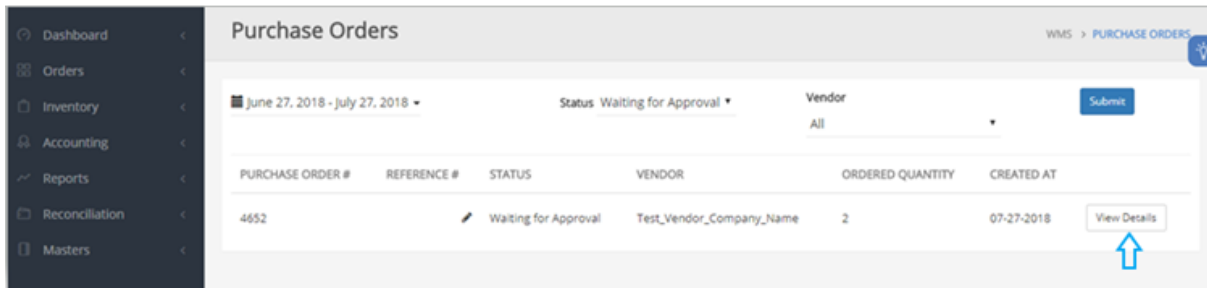 Dashboard
Orders
Inventory
Accounting
Reports
Reconciliation
Masters
Purchase Orders
WMS > PURCHASE ORDERS
June 27, 2018 - July 27, 2018
Status Waiting for Approval
Vendor
All
Submit
PURCHASE ORDER # REFERENCE # STATUS VENDOR ORDERED QUANTITY CREATED AT
4652 Waiting for Approval Test_Vendor_Company_Name 2 07-27-2018 View Details